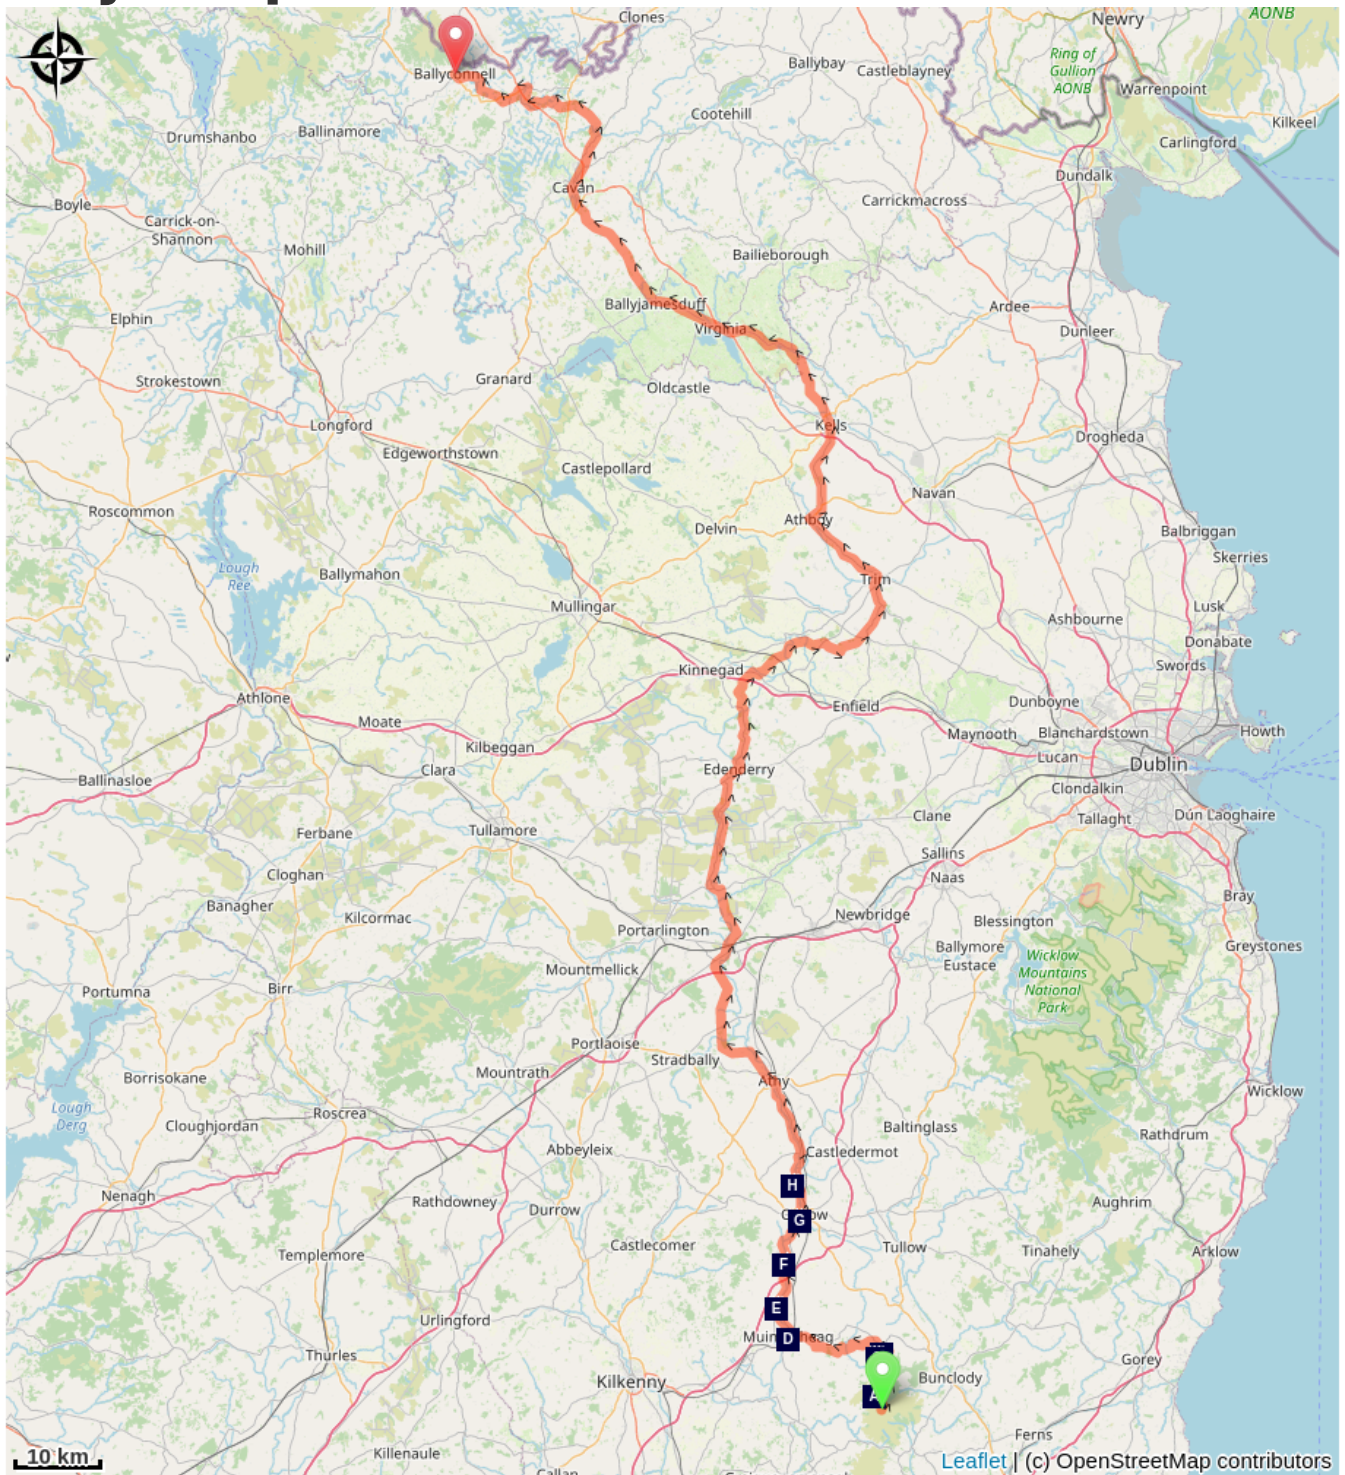 Clones
Newry
AONB
Ballybay
Castleblayney
Ring of
Gullion
AONB
Ballyconnell
Warrenpoint
Cootehill
Kilkeel
Drumshanbo
Ballinamore
Carlingford
Dundalk
Cavan
Boyle
Carrick-on-
Shannon
Carrickmacross
Mohill
Bailieborough
Ballyjamesduff
Ardee
Elphin
Virginia
Dunleer
Strokestown
Granard
Oldcastle
Longford
Kells
Drogheda
Edgeworthstown
Castlepollard
Navan
Roscommon
Athboy
Delvin
Balbriggan
Skerries
Lough
Ree
Ballymahon
Trim
Mullingar
Lusk
Ashbourne
Donabate
Swords
Kinnegad
Athlone
Dunboyne
Enfield
Moate
Maynooth
Blanchardstown
Howth
Kilbeggan
Lucan
Dublin
Clara
Edenderry
Ballinasloe
Clondalkin
Clane
Tallaght
Dún Laoghaire
Ferbane
Tullamore
Sallins
Naas
Cloghan
Bray
Banagher
Kilcormac
Newbridge
Blessington
Portarlington
Ballymore
Eustace
Greystones
Wicklow
Mountains
National
Park
Mountmellick
Portumna
Birr
Portlaoise
Stradbally
Mountrath
Athy
Borrisokane
Wicklow
Lough
Derg
Roscrea
Cloughjordan
Baltinglass
Rathdrum
Abbeyleix
Castledermot
H
Nenagh
Rathdowney
Durrow
Aughrim
G
Castlecomer
Templemore
Tullow
Tinahely
Arklow
F
E
Urlingford
D
Thurles
Gorey
Kilkenny
Bunclody
A
Ferns
10 km
Killenaule
Callan
Leaflet | (c) OpenStreetMap contributors